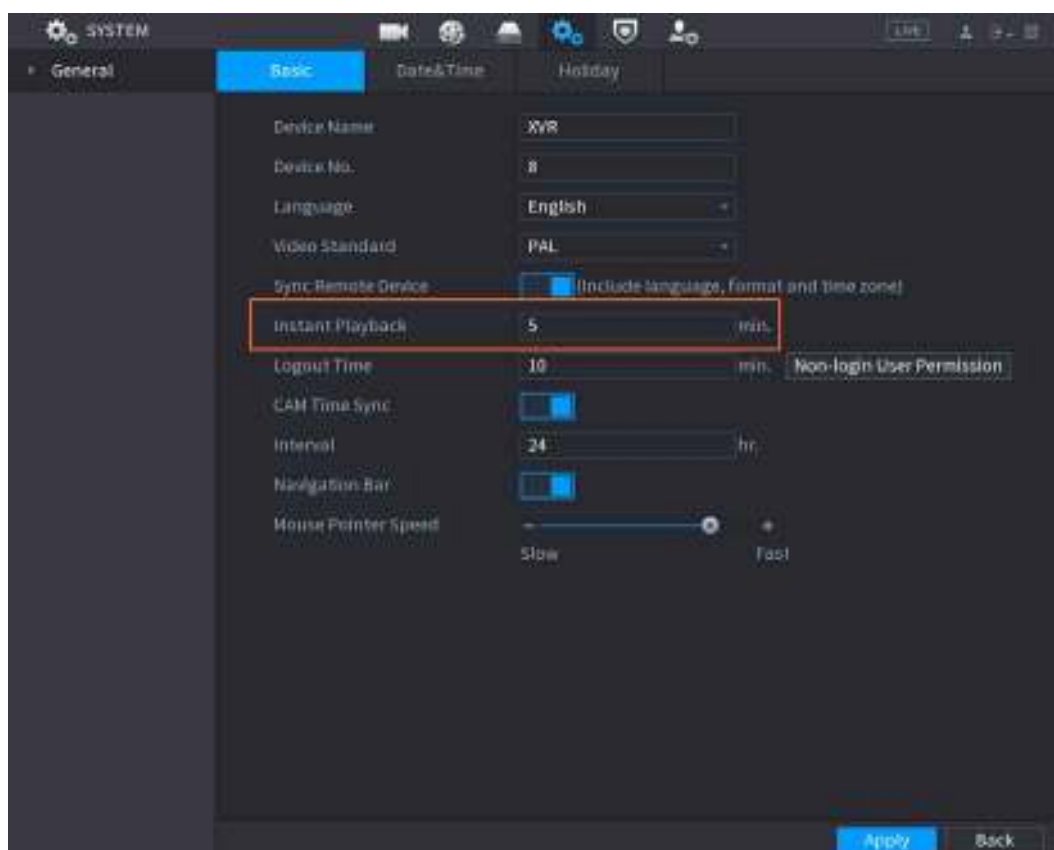 SYSTEM
LIVE
General
Basic Date&Time Holiday
Device Name XVR
Device No. 8
Language English
Video Standard PAL
Sync Remote Device (Include language, format and time zone)
Instant Playback 5 min.
Logout Time 10 min. Non-login User Permission
CAM Time Sync
Interval 24 hr.
Navigation Bar
Mouse Pointer Speed - +
Slow Fast
Apply Back